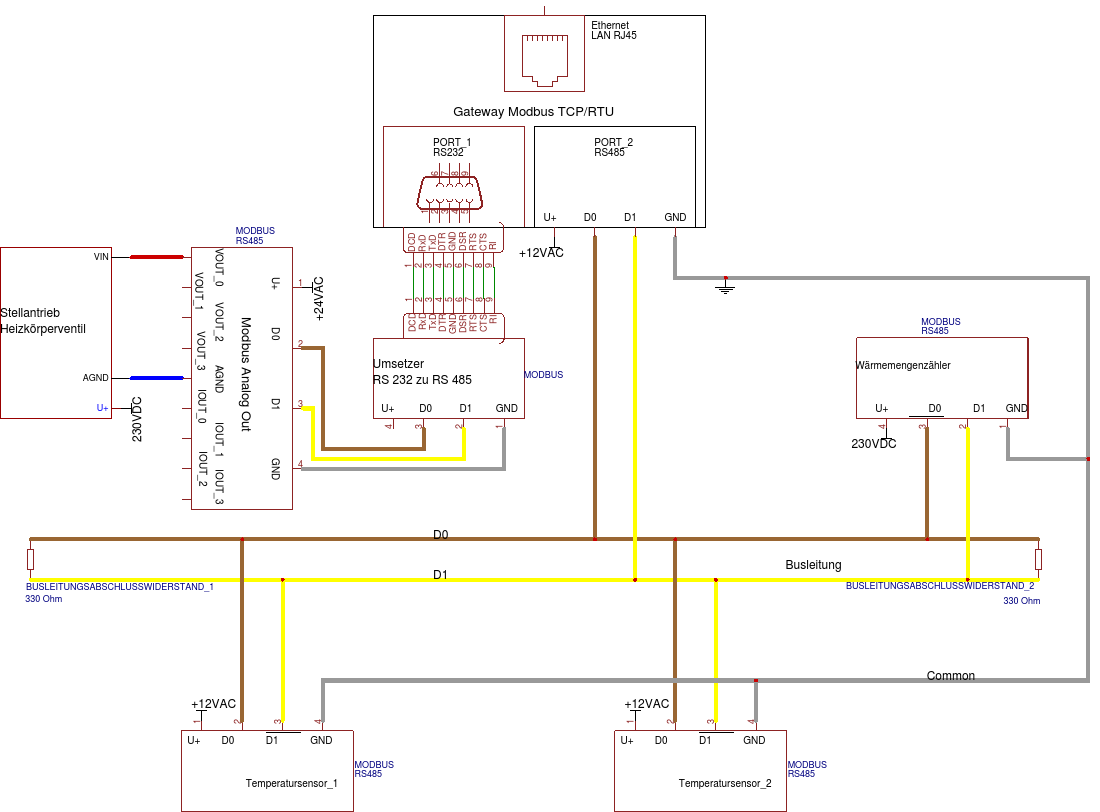 Ethernet
LAN RJ45
Gateway Modbus TCP/RTU
PORT_1
RS232
6 7 8 9
1 2 3 4 5
PORT_2
RS485
U+ D0 D1 GND
+12VAC
DCD RxD TxD DTR GND DSR RTS CTS RI
1 2 3 4 5 6 7 8 9
1 2 3 4 5 6 7 8 9
DCD RxD TxD DTR GND DSR RTS CTS RI
Umsetzer
RS 232 zu RS 485
MODBUS
U+ D0 D1 GND
4 3 2 1
MODBUS
RS485
Modbus Analog Out
VOUT_0
VOUT_1
VOUT_2
VOUT_3
AGND
IOUT_0
IOUT_1
IOUT_2
IOUT_3
U+
1
+24VAC
D0
2
D1
3
GND
4
Stellantrieb
Heizkörperventil
VIN
AGND
U+
230VDC
MODBUS
RS485
Wärmemengenzähler
U+ D0 D1 GND
4 3 2 1
230VDC
D0
D1
Busleitung
BUSLEITUNGSABSCHLUSSWIDERSTAND_1
330 Ohm
BUSLEITUNGSABSCHLUSSWIDERSTAND_2
330 Ohm
Common
+12VAC
1 2 3 4
U+ D0 D1 GND
Temperatursensor_1
MODBUS
RS485
+12VAC
1 2 3 4
U+ D0 D1 GND
Temperatursensor_2
MODBUS
RS485